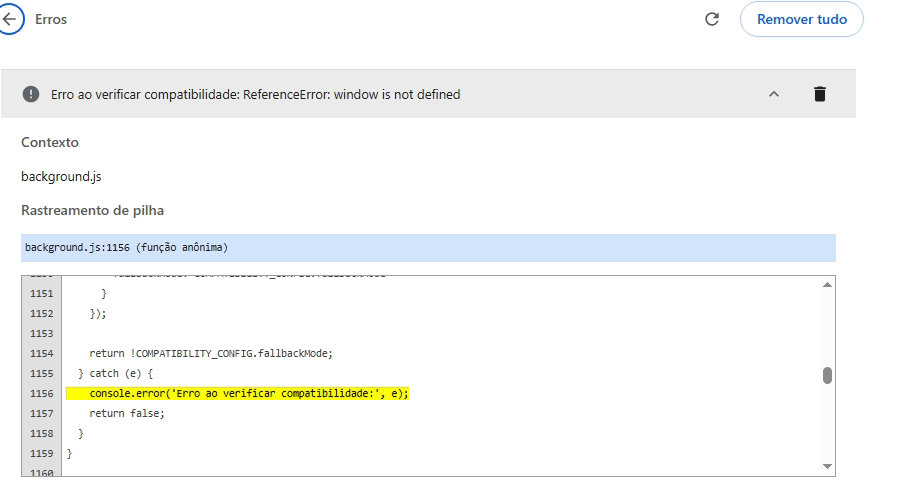 Erros
Remover tudo
Erro ao verificar compatibilidade: ReferenceError: window is not defined
Contexto
background.js
Rastreamento de pilha
background.js:1156 (função anônima)
1151 }
1152 });
1153
1154 return !COMPATIBILITY_CONFIG.fallbackMode;
1155 } catch (e) {
1156 console.error('Erro ao verificar compatibilidade:', e);
1157 return false;
1158 }
1159 }
1160